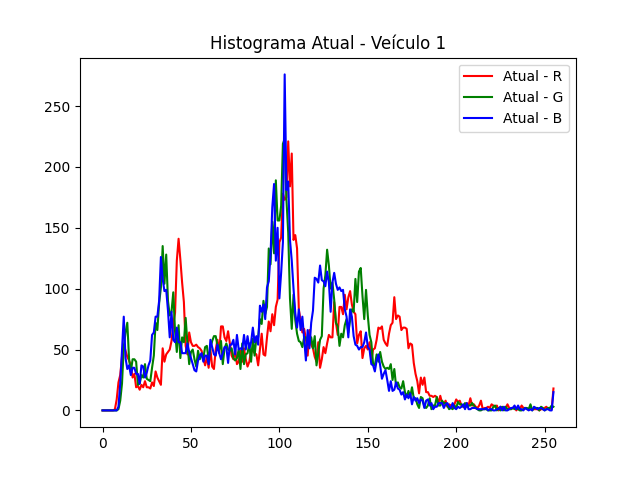 Histograma Atual - Veículo 1
Atual - R
Atual - G
Atual - B
250
200
150
100
50
0
0 50 100 150 200 250